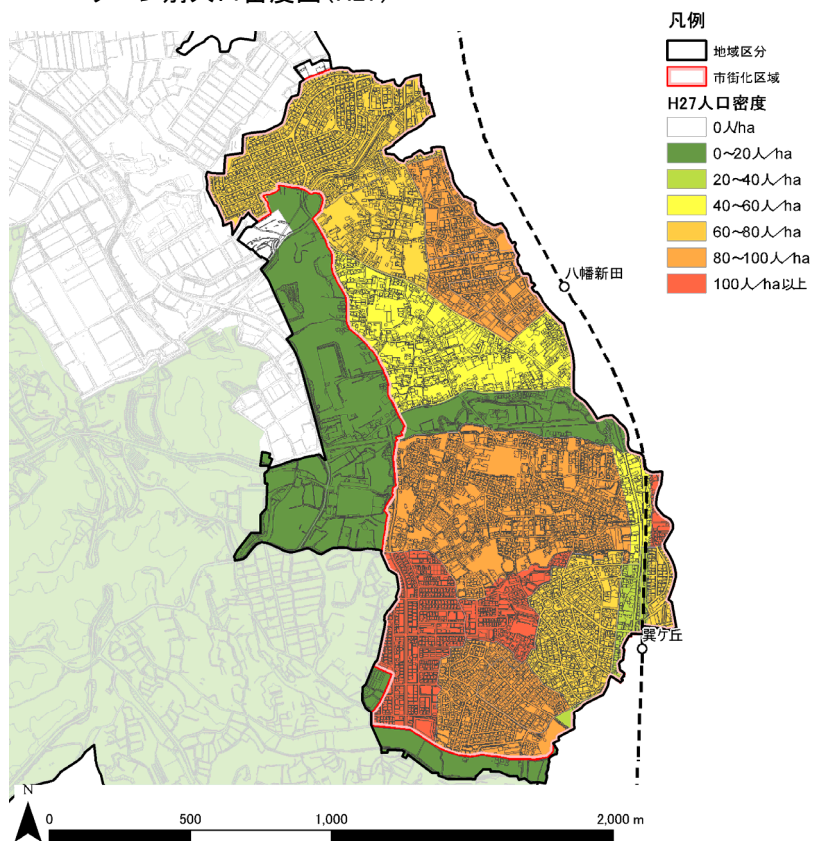 凡例
地域区分
市街化区域
H27人口密度
0人/ha
0～20人/ha
20～40人/ha
40～60人/ha
60～80人/ha
80～100人/ha
100人/ha以上
八幡新田
巽ケ丘
N
0 500 1,000 2,000 m